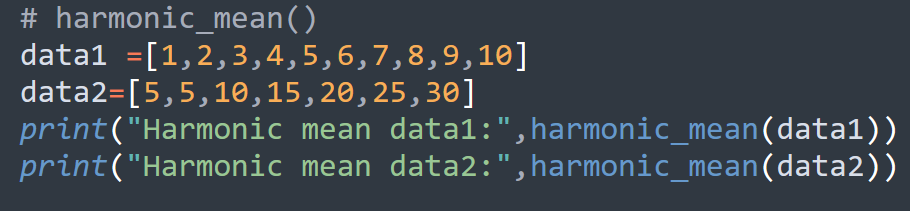 # harmonic_mean()
data1 =[1,2,3,4,5,6,7,8,9,10]
data2=[5,5,10,15,20,25,30]
print("Harmonic mean data1:",harmonic_mean(data1))
print("Harmonic mean data2:",harmonic_mean(data2))